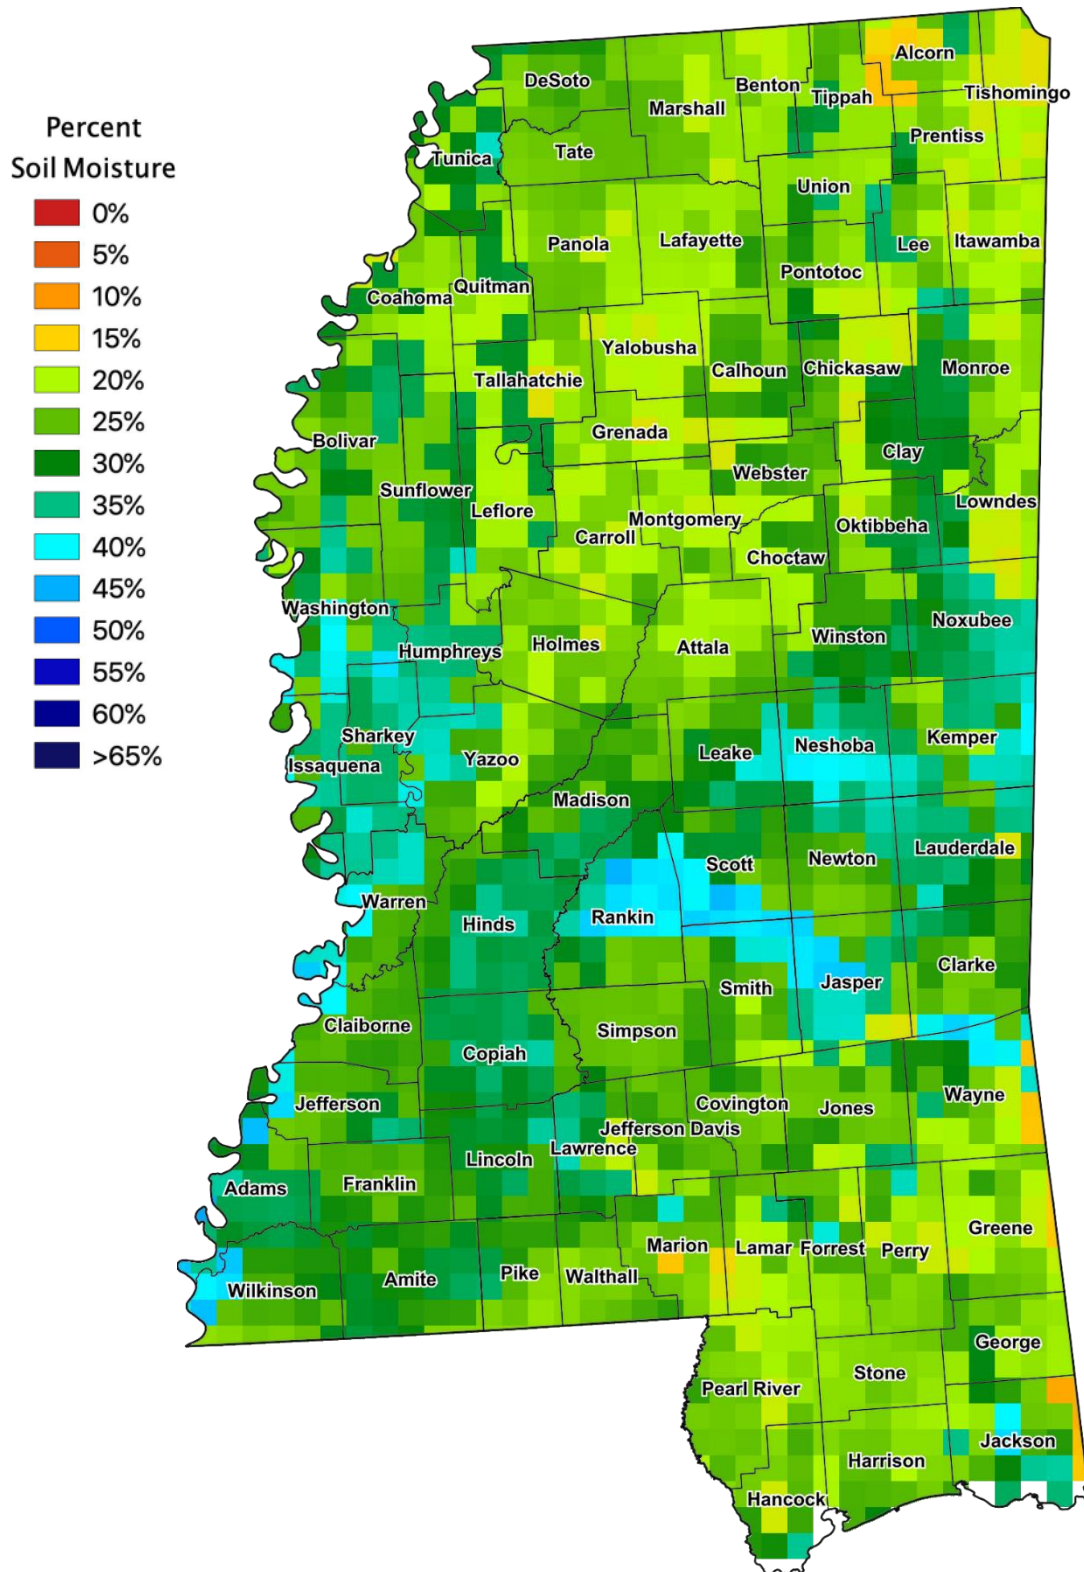 Percent
Soil Moisture
0%
5%
10%
15%
20%
25%
30%
35%
40%
45%
50%
55%
60%
>65%
Alcorn
DeSoto
Benton
Tippah
Tishomingo
Marshall
Prentiss
Tunica
Tate
Union
Panola
Lafayette
Lee
Itawamba
Pontotoc
Quitman
Coahoma
Yalobusha
Calhoun
Chickasaw
Monroe
Tallahatchie
Grenada
Bolivar
Clay
Webster
Sunflower
Leflore
Montgomery
Oktibbeha
Lowndes
Carroll
Choctaw
Washington
Humphreys
Holmes
Attala
Winston
Noxubee
Sharkey
Issaquena
Yazoo
Leake
Neshoba
Kemper
Madison
Scott
Newton
Lauderdale
Warren
Hinds
Rankin
Smith
Jasper
Clarke
Claiborne
Simpson
Copiah
Jefferson
Covington
Jones
Wayne
Jefferson Davis
Lawrence
Lincoln
Adams
Franklin
Marion
Lamar
Forrest
Perry
Greene
Wilkinson
Amite
Pike
Walthall
George
Pearl River
Stone
Jackson
Harrison
Hancock